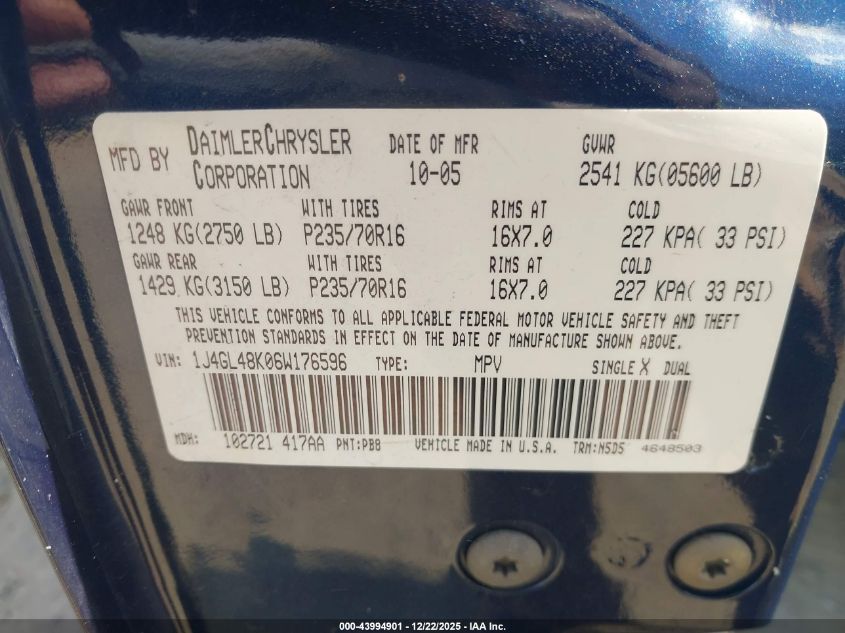 MFD BY DAIMLERCHRYSLER CORPORATION DATE OF MFR 10-05 GVWR 2541 KG(05600 LB)
GAWR FRONT WITH TIRES RIMS AT COLD
1248 KG(2750 LB) P235/70R16 16X7.0 227 KPA( 33 PSI)
GAWR REAR WITH TIRES RIMS AT COLD
1429 KG(3150 LB) P235/70R16 16X7.0 227 KPA( 33 PSI)
THIS VEHICLE CONFORMS TO ALL APPLICABLE FEDERAL MOTOR VEHICLE SAFETY AND THEFT
PREVENTION STANDARDS IN EFFECT ON THE DATE OF MANUFACTURE SHOWN ABOVE.
VIN: 1J4GL48K06W176596 TYPE: MPV SINGLE X DUAL
MDH: 102721 417AA PNT:PBB VEHICLE MADE IN U.S.A. TRM:N5D5 4648503
000-43994901 - 12/22/2025 - IAA Inc.